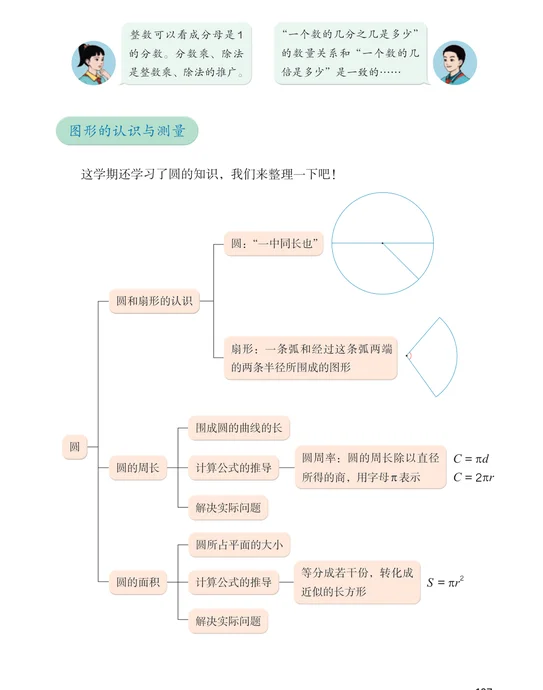 整数可以看成分母是1
的分数。分数乘、除法
是整数乘、除法的推广。
“一个数的几分之几是多少”
的数量关系和“一个数的几
倍是多少”是一致的……
图形的认识与测量
这学期还学习了圆的知识，我们来整理一下吧！
圆：“一中同长也”
圆和扇形的认识
扇形：一条弧和经过这条弧两端
的两条半径所围成的图形
圆
围成圆的曲线的长
圆的周长
计算公式的推导
圆周率：圆的周长除以直径
所得的商，用字母π表示
C = πd
C = 2πr
解决实际问题
圆所占平面的大小
圆的面积
计算公式的推导
等分成若干份，转化成
近似的长方形
S = πr²
解决实际问题